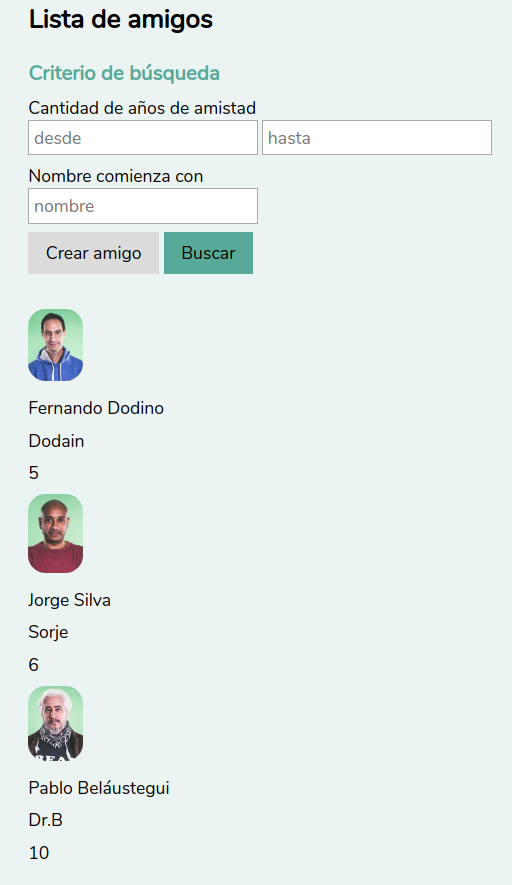 Lista de amigos
Criterio de búsqueda
Cantidad de años de amistad
desde hasta
Nombre comienza con
nombre
Crear amigo Buscar
Fernando Dodino
Dodain
5
Jorge Silva
Sorje
6
Pablo Beláustegui
Dr.B
10